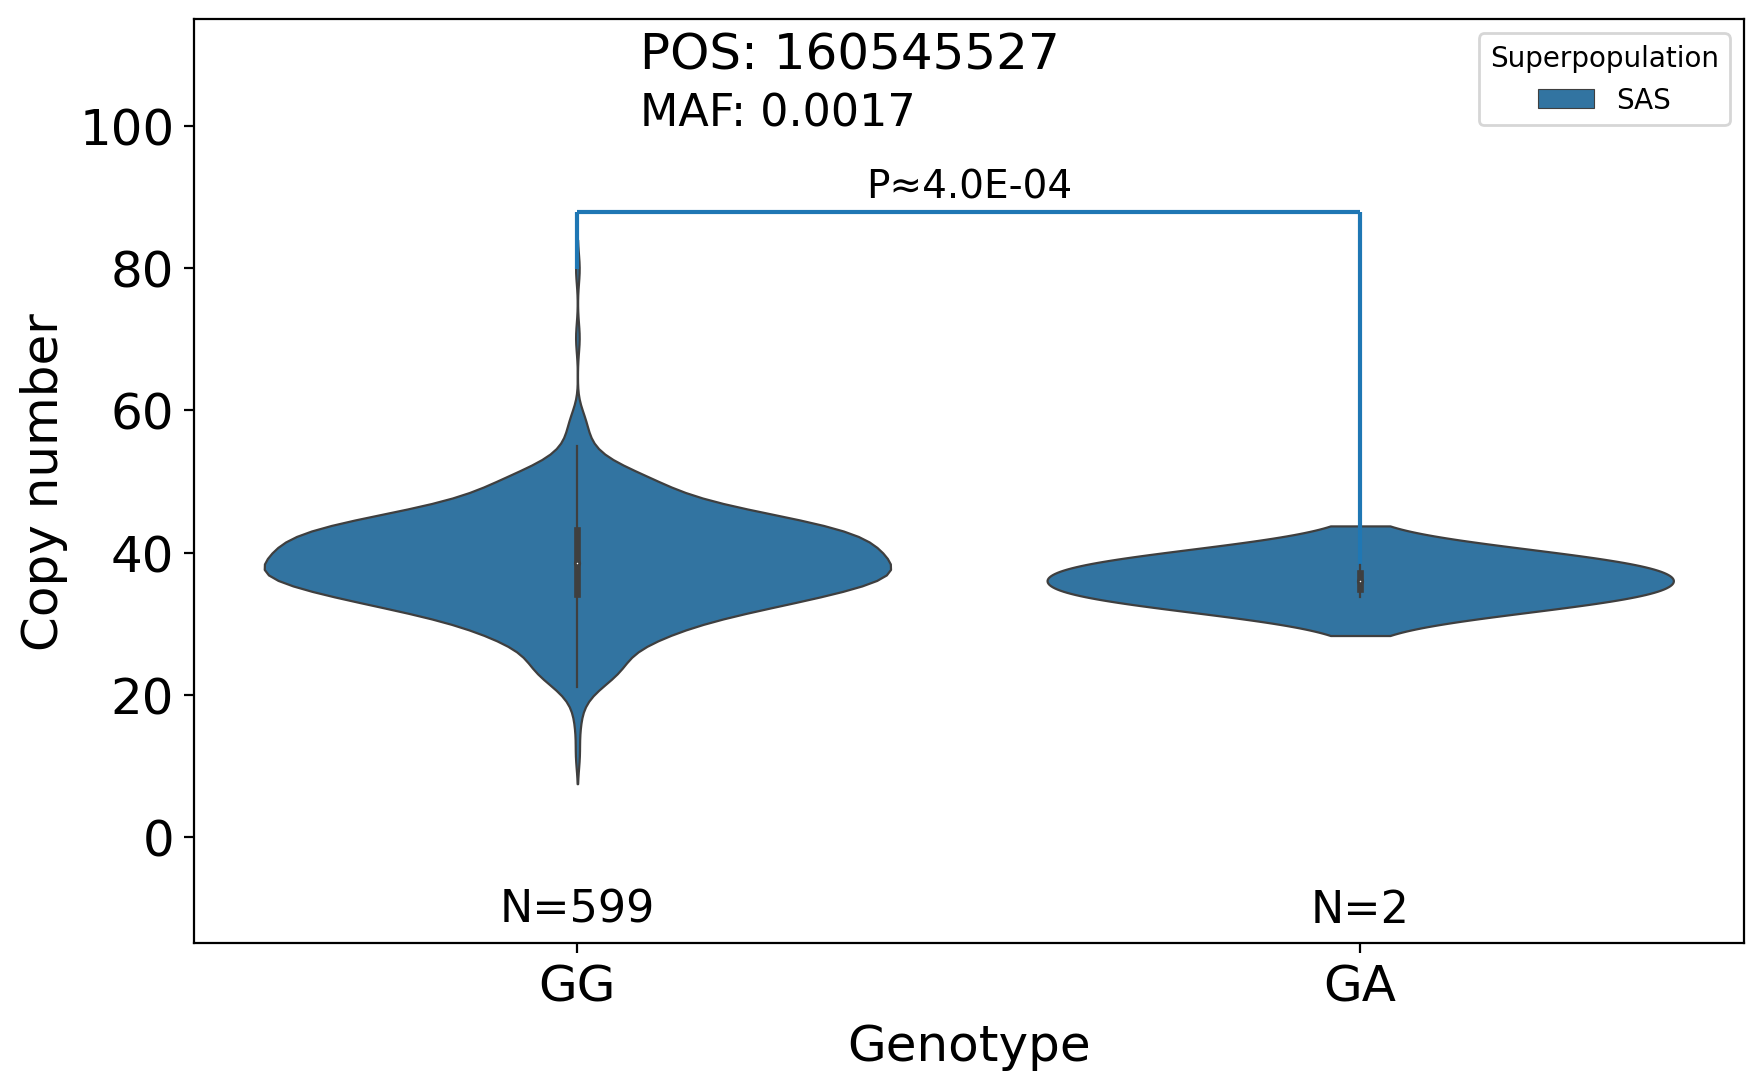 POS: 160545527
MAF: 0.0017
Superpopulation
SAS
P≈4.0E-04
100
80
60
40
20
0
Copy number
N=599
N=2
GG
GA
Genotype